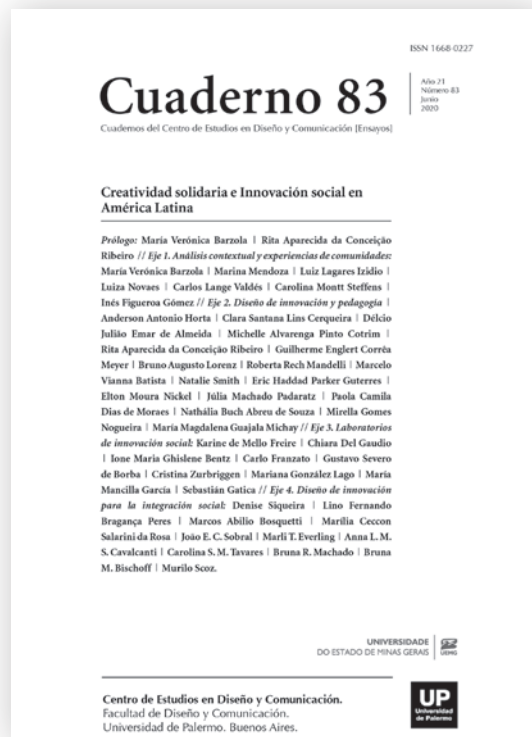 ISSN 1668-0227
Cuaderno 83
Año 21
Número 83
Junio
2020
Cuadernos del Centro de Estudios en Diseño y Comunicación [Ensayos]
Creatividad solidaria e Innovación social en
América Latina
Prólogo: María Verónica Barzola | Rita Aparecida da Conceição
Ribeiro // Eje 1. Análisis contextual y experiencias de comunidades:
María Verónica Barzola | Marina Mendoza | Luiz Lagares Izidio |
Luiza Novaes | Carlos Lange Valdés | Carolina Montt Steffens |
Inés Figueroa Gómez // Eje 2. Diseño de innovación y pedagogía |
Anderson Antonio Horta | Clara Santana Lins Cerqueira | Délcio
Julião Emar de Almeida | Michelle Alvarenga Pinto Cotrim |
Rita Aparecida da Conceição Ribeiro | Guilherme Englert Corrêa
Meyer | Bruno Augusto Lorenz | Roberta Rech Mandelli | Marcelo
Vianna Batista | Natalie Smith | Eric Haddad Parker Guterres |
Elton Moura Nickel | Júlia Machado Padaratz | Paola Camila
Dias de Moraes | Nathália Buch Abreu de Souza | Mirella Gomes
Nogueira | María Magdalena Guajala Michay // Eje 3. Laboratorios
de innovación social: Karine de Mello Freire | Chiara Del Gaudio
| Ione Maria Ghislene Bentz | Carlo Franzato | Gustavo Severo
de Borba | Cristina Zurbriggen | Mariana González Lago | María
Mancilla García | Sebastián Gatica // Eje 4. Diseño de innovación
para la integración social: Denise Siqueira | Lino Fernando
Bragança Peres | Marcos Abilio Bosquetti | Marília Ceccon
Salarini da Rosa | João E. C. Sobral | Marli T. Everling | Anna L. M.
S. Cavalcanti | Carolina S. M. Tavares | Bruna R. Machado | Bruna
M. Bischoff | Murilo Scoz.
UNIVERSIDADE
DO ESTADO DE MINAS GERAIS
UEMG
Centro de Estudios en Diseño y Comunicación.
Facultad de Diseño y Comunicación.
Universidad de Palermo. Buenos Aires.
UP
Universidad
de Palermo